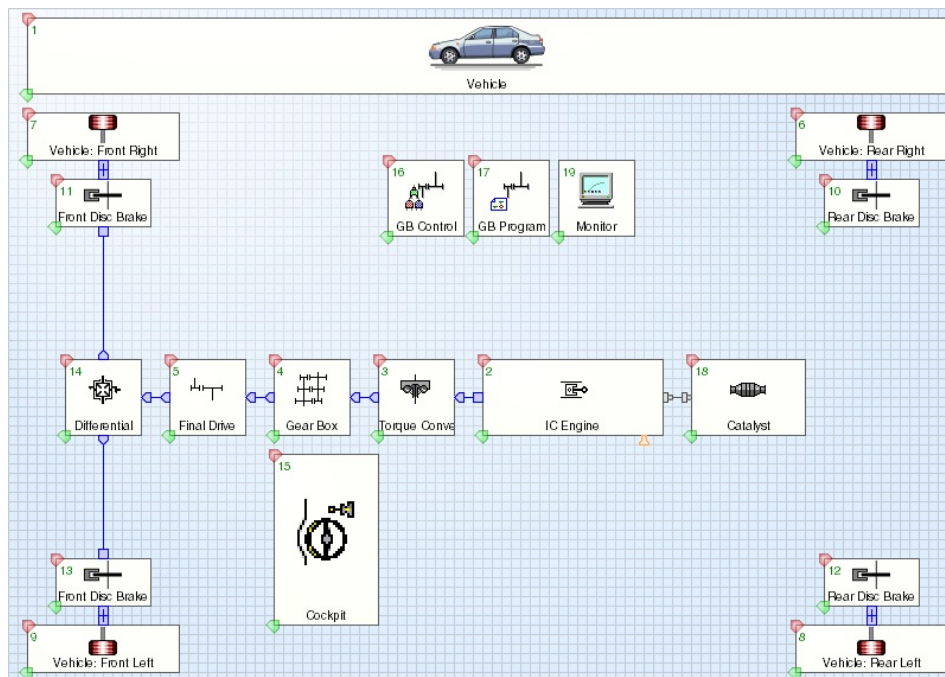 1
Vehicle
7
Vehicle: Front Right
6
Vehicle: Rear Right
11
Front Disc Brake
16
GB Control
17
GB Program
19
Monitor
10
Rear Disc Brake
14
Differential
5
Final Drive
4
Gear Box
3
Torque Conve
2
IC Engine
18
Catalyst
15
Cockpit
13
Front Disc Brake
12
Rear Disc Brake
9
Vehicle: Front Left
8
Vehicle: Rear Left